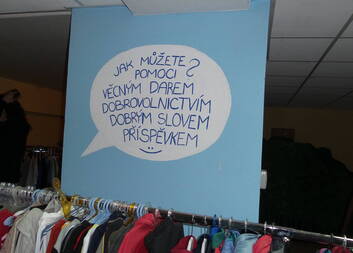 JAK MŮŽETE
POMOCI?
VĚCNÝM DAREM
DOBROVOLNICTVÍM
DOBRÝM SLOVEM
PŘÍSPĚVKEM